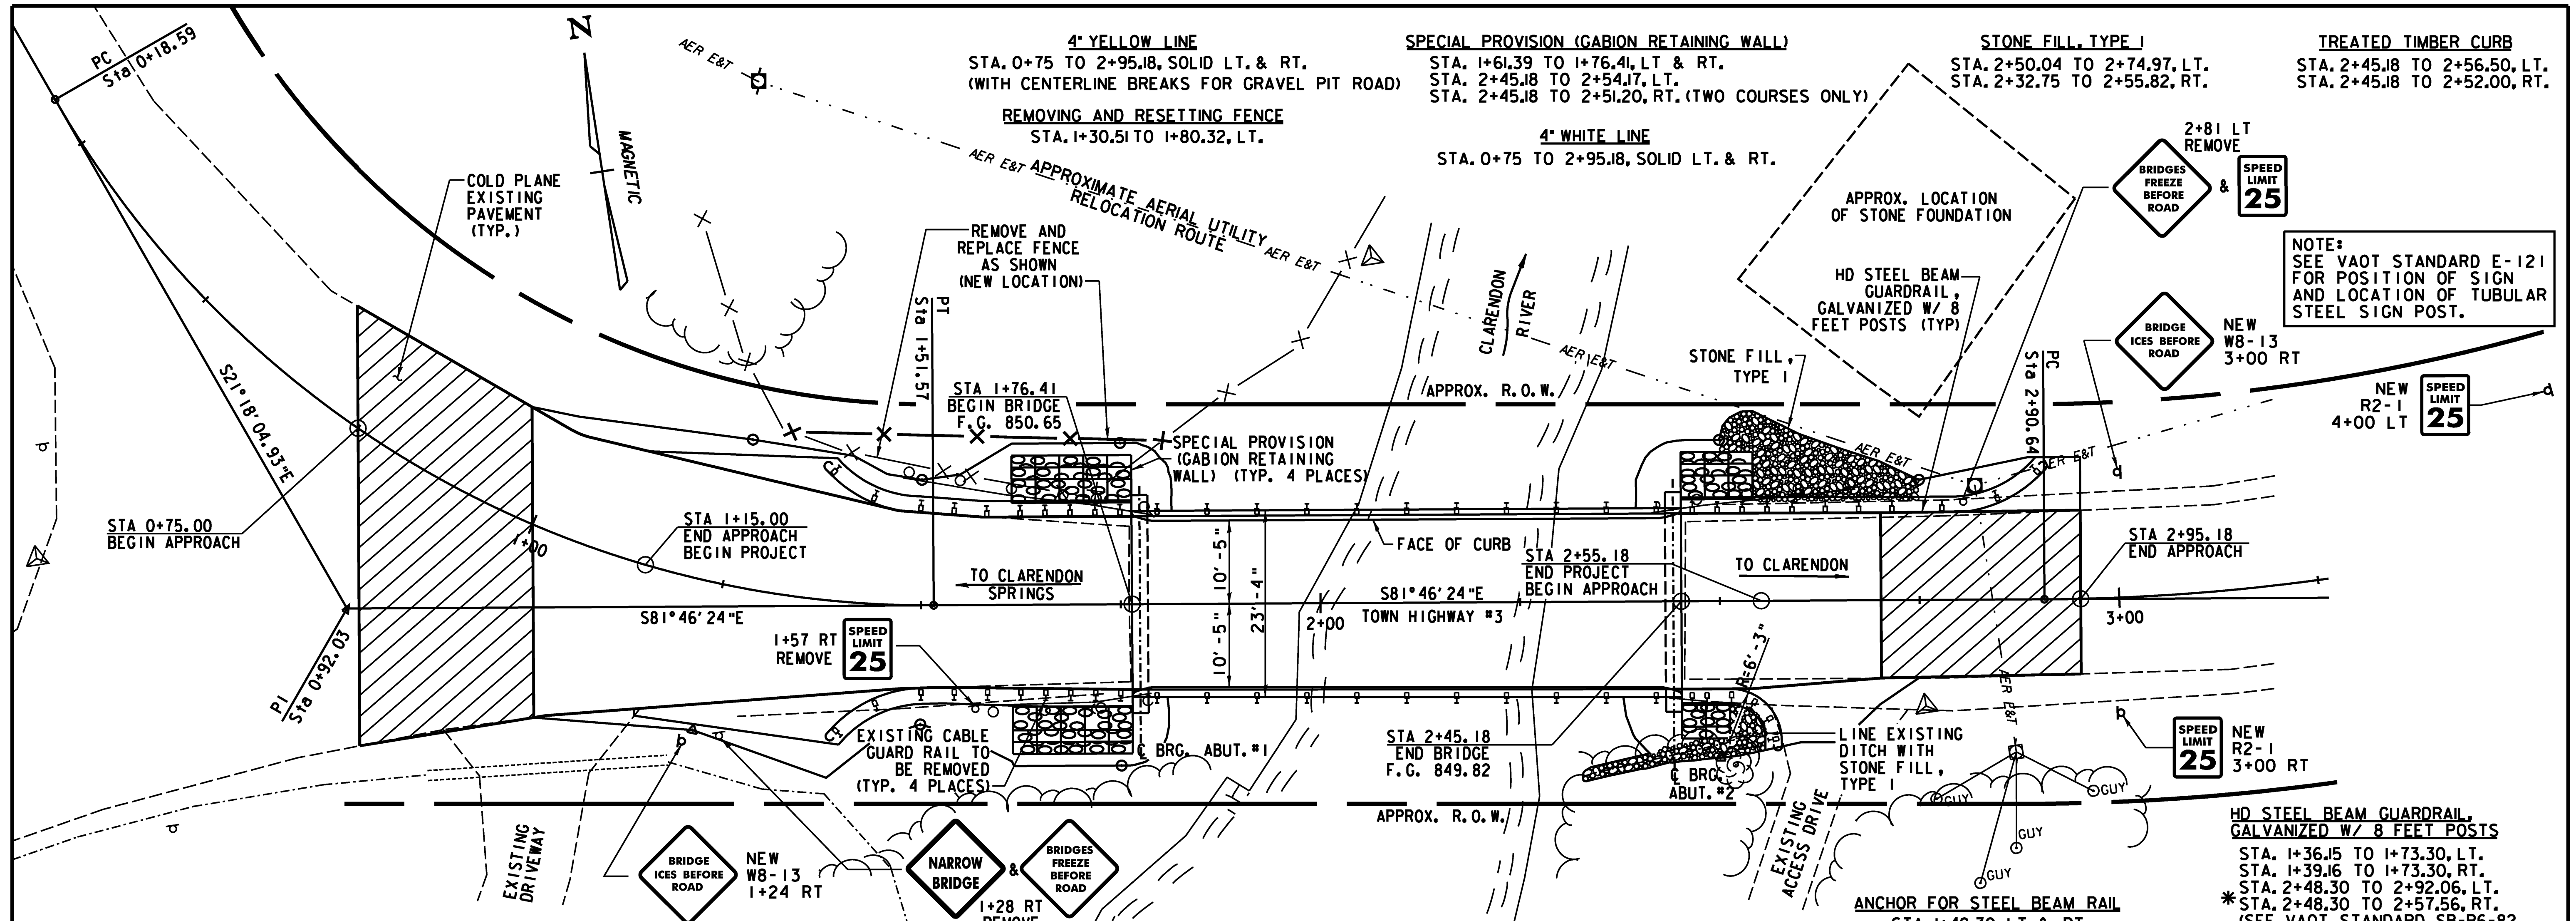 PC
Sta 0+18.59
N
MAGNETIC
AER E&T
4" YELLOW LINE
STA. 0+75 TO 2+95.18, SOLID LT. & RT.
(WITH CENTERLINE BREAKS FOR GRAVEL PIT ROAD)
REMOVING AND RESETTING FENCE
STA. 1+30.51 TO 1+80.32, LT.
SPECIAL PROVISION (GABION RETAINING WALL)
STA. 1+61.39 TO 1+76.41, LT & RT.
STA. 2+45.18 TO 2+54.17, LT.
STA. 2+45.18 TO 2+51.20, RT. (TWO COURSES ONLY)
4" WHITE LINE
STA. 0+75 TO 2+95.18, SOLID LT. & RT.
STONE FILL, TYPE I
STA. 2+50.04 TO 2+74.97, LT.
STA. 2+32.75 TO 2+55.82, RT.
TREATED TIMBER CURB
STA. 2+45.18 TO 2+56.50, LT.
STA. 2+45.18 TO 2+52.00, RT.
2+81 LT
REMOVE
BRIDGES
FREEZE
BEFORE
ROAD
&
SPEED
LIMIT
25
NOTE:
SEE VAOT STANDARD E-121
FOR POSITION OF SIGN
AND LOCATION OF TUBULAR
STEEL SIGN POST.
BRIDGE
ICES BEFORE
ROAD
NEW
W8-13
3+00 RT
NEW
R2-1
4+00 LT
SPEED
LIMIT
25
COLD PLANE
EXISTING
PAVEMENT
(TYP.)
REMOVE AND
REPLACE FENCE
AS SHOWN
(NEW LOCATION)
AER E&T
APPROXIMATE AERIAL UTILITY
RELOCATION ROUTE
AER E&T
AER E&T
CLARENDON
RIVER
APPROX. LOCATION
OF STONE FOUNDATION
HD STEEL BEAM
GUARDRAIL,
GALVANIZED W/ 8
FEET POSTS (TYP)
STONE FILL,
TYPE I
AER E&T
AER E&T
PC
Sta 2+90.64
PT
Sta 1+51.57
STA 1+76.41
BEGIN BRIDGE
F.G. 850.65
APPROX. R.O.W.
SPECIAL PROVISION
(GABION RETAINING
WALL) (TYP. 4 PLACES)
S21°18'04.93"E
STA 0+75.00
BEGIN APPROACH
1+00
STA 1+15.00
END APPROACH
BEGIN PROJECT
TO CLARENDON
SPRINGS
10'-5"
10'-5"
23'-4"
FACE OF CURB
STA 2+55.18
END PROJECT
BEGIN APPROACH
TO CLARENDON
STA 2+95.18
END APPROACH
AER E&T
S81°46'24"E
S81°46'24"E
2+00
TOWN HIGHWAY #3
3+00
PI
Sta 0+92.03
1+57 RT
REMOVE
SPEED
LIMIT
25
R=6'-3"
AER E&T
EXISTING CABLE
GUARD RAIL TO
BE REMOVED
(TYP. 4 PLACES)
℄ BRG. ABUT. #1
STA 2+45.18
END BRIDGE
F.G. 849.82
℄ BRG.
ABUT. #2
LINE EXISTING
DITCH WITH
STONE FILL,
TYPE I
SPEED
LIMIT
25
NEW
R2-1
3+00 RT
GUY
GUY
GUY
GUY
APPROX. R.O.W.
EXISTING
DRIVEWAY
EXISTING
ACCESS DRIVE
BRIDGE
ICES BEFORE
ROAD
NEW
W8-13
1+24 RT
NARROW
BRIDGE
&
BRIDGES
FREEZE
BEFORE
ROAD
1+28 RT
REMOVE
ANCHOR FOR STEEL BEAM RAIL
HD STEEL BEAM GUARDRAIL,
GALVANIZED W/ 8 FEET POSTS
STA. 1+36.15 TO 1+73.30, LT.
STA. 1+39.16 TO 1+73.30, RT.
STA. 2+48.30 TO 2+92.06, LT.
* STA. 2+48.30 TO 2+57.56, RT.